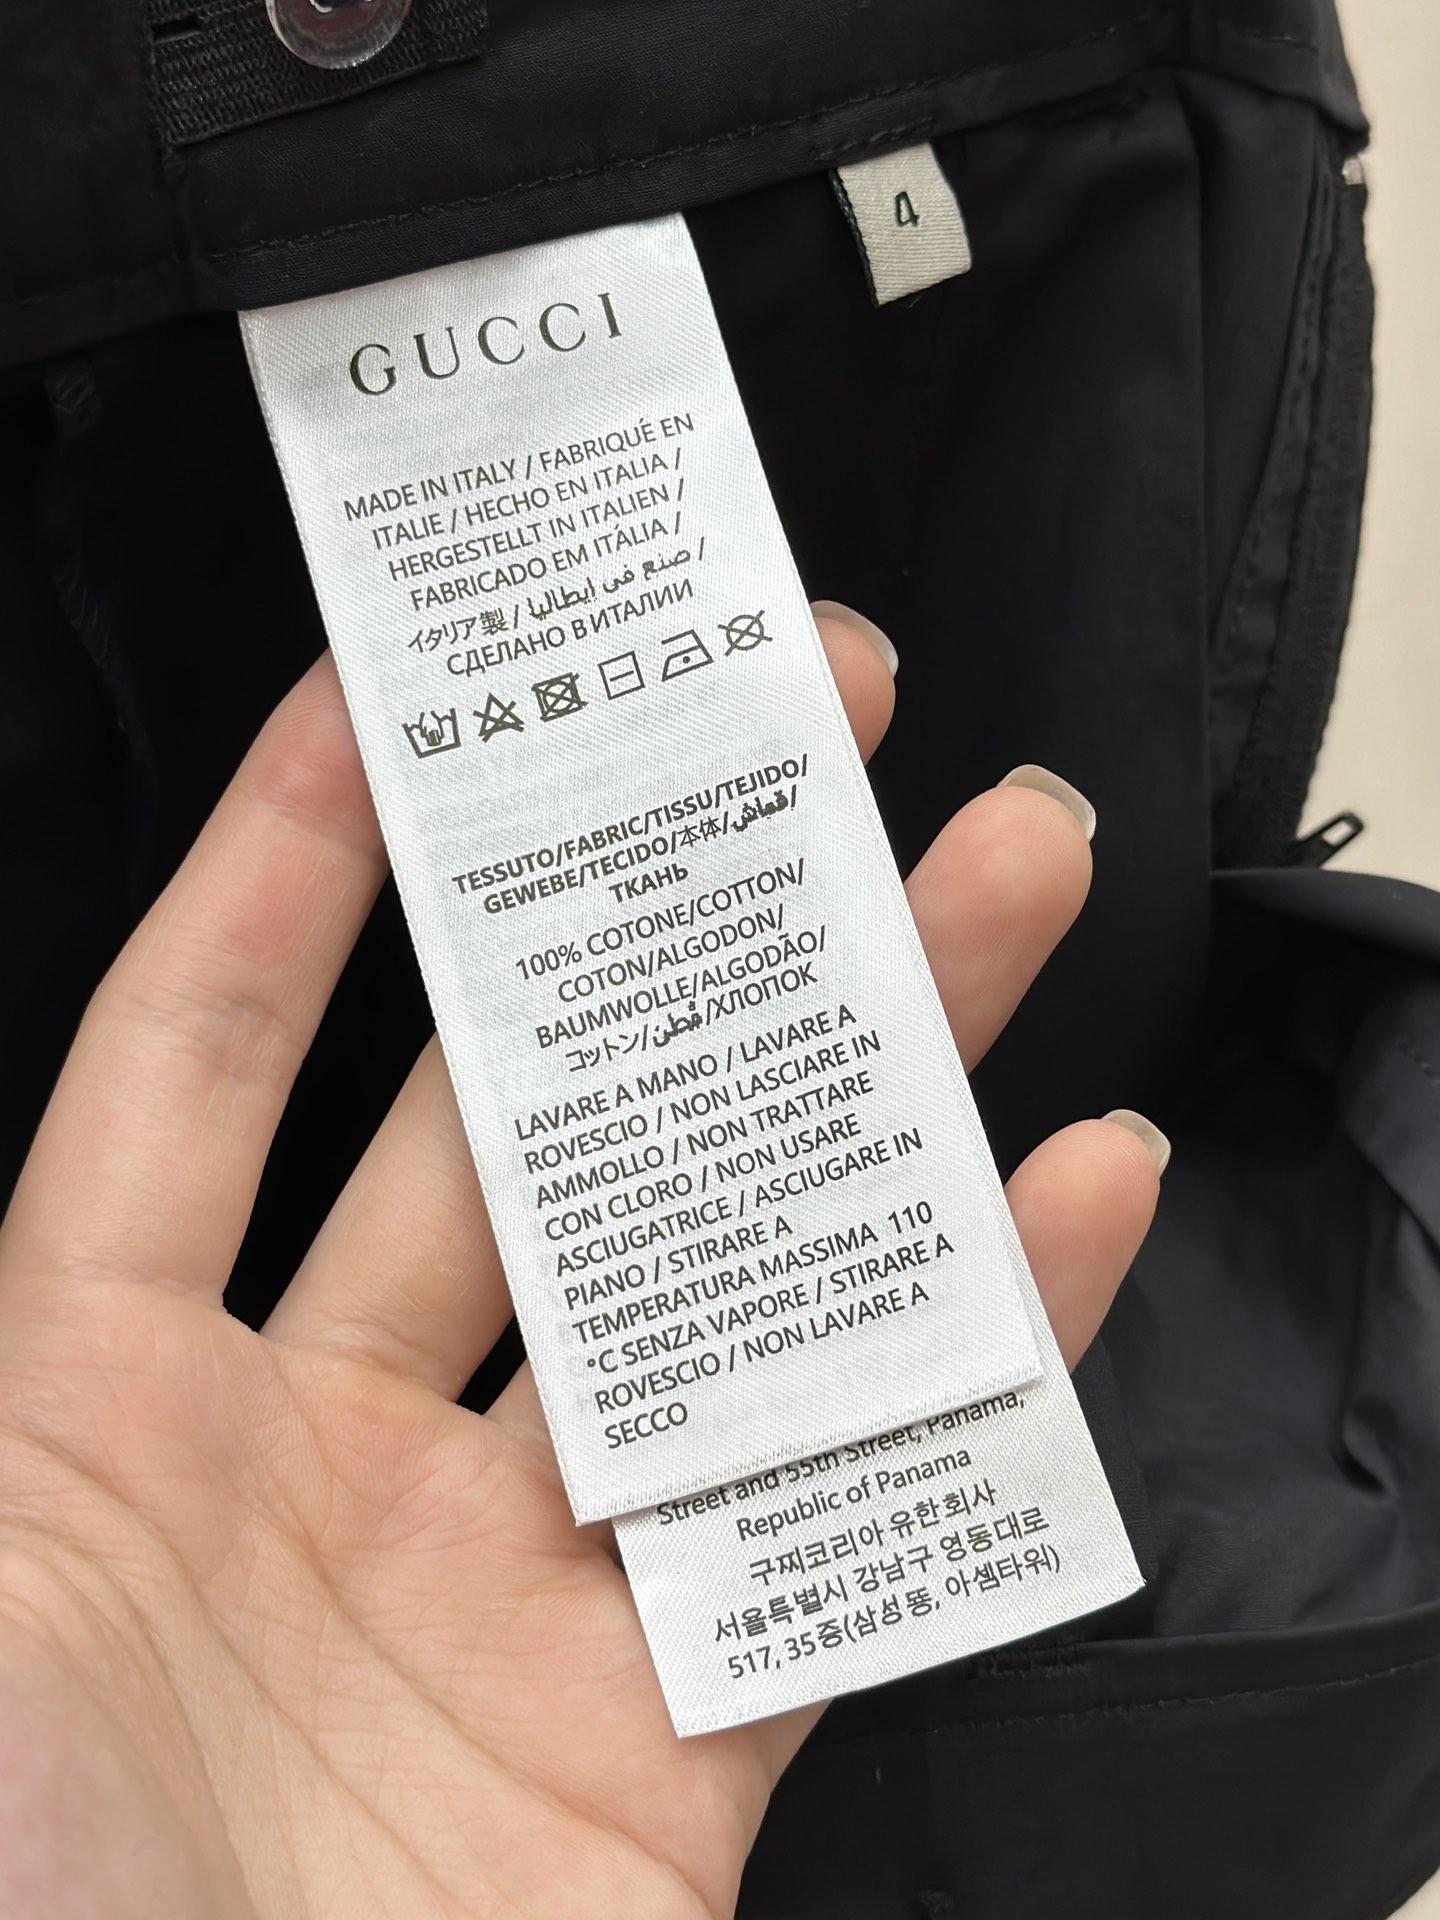 4
GUCCI
MADE IN ITALY / FABRIQUÉ EN
ITALIE / HECHO EN ITALIA /
HERGESTELLT IN ITALIEN /
FABRICADO EM ITÁLIA /
イタリア製 / صنع في ايطاليا /
СДЕЛАНО В ИТАЛИИ
TESSUTO/FABRIC/TISSU/TEJIDO/
GEWEBE/TECIDO/本体/قماش/
ТКАНЬ
100% COTONE/COTTON/
COTON/ALGODON/
BAUMWOLLE/ALGODÃO/
コットン/قُطن/ХЛОПОК
LAVARE A MANO / LAVARE A
ROVESCIO / NON LASCIARE IN
AMMOLLO / NON TRATTARE
CON CLORO / NON USARE
ASCIUGATRICE / ASCIUGARE IN
PIANO / STIRARE A
TEMPERATURA MASSIMA 110
°C SENZA VAPORE / STIRARE A
ROVESCIO / NON LAVARE A
SECCO
Street and 55th Street, Panama,
Republic of Panama
구찌코리아 유한회사
서울특별시 강남구 영동대로
517, 35증(삼성똥, 아셈타워)